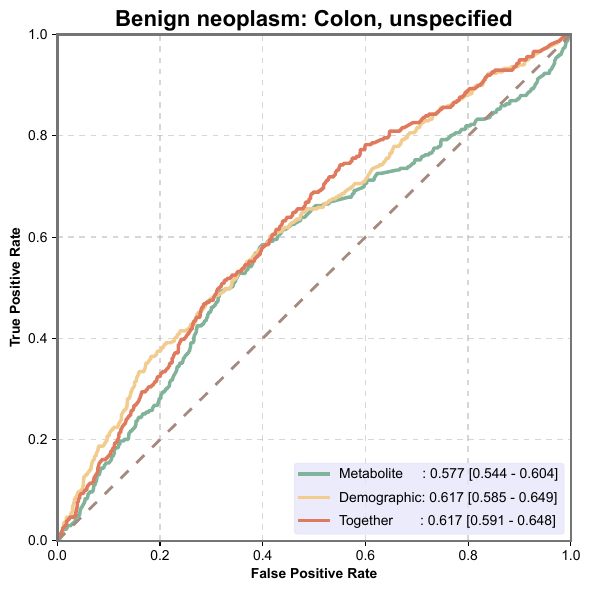 Benign neoplasm: Colon, unspecified
1.0
0.8
0.6
0.4
0.2
0.0
True Positive Rate
Metabolite : 0.577 [0.544 - 0.604]
Demographic: 0.617 [0.585 - 0.649]
Together : 0.617 [0.591 - 0.648]
0.0 0.2 0.4 0.6 0.8 1.0
False Positive Rate